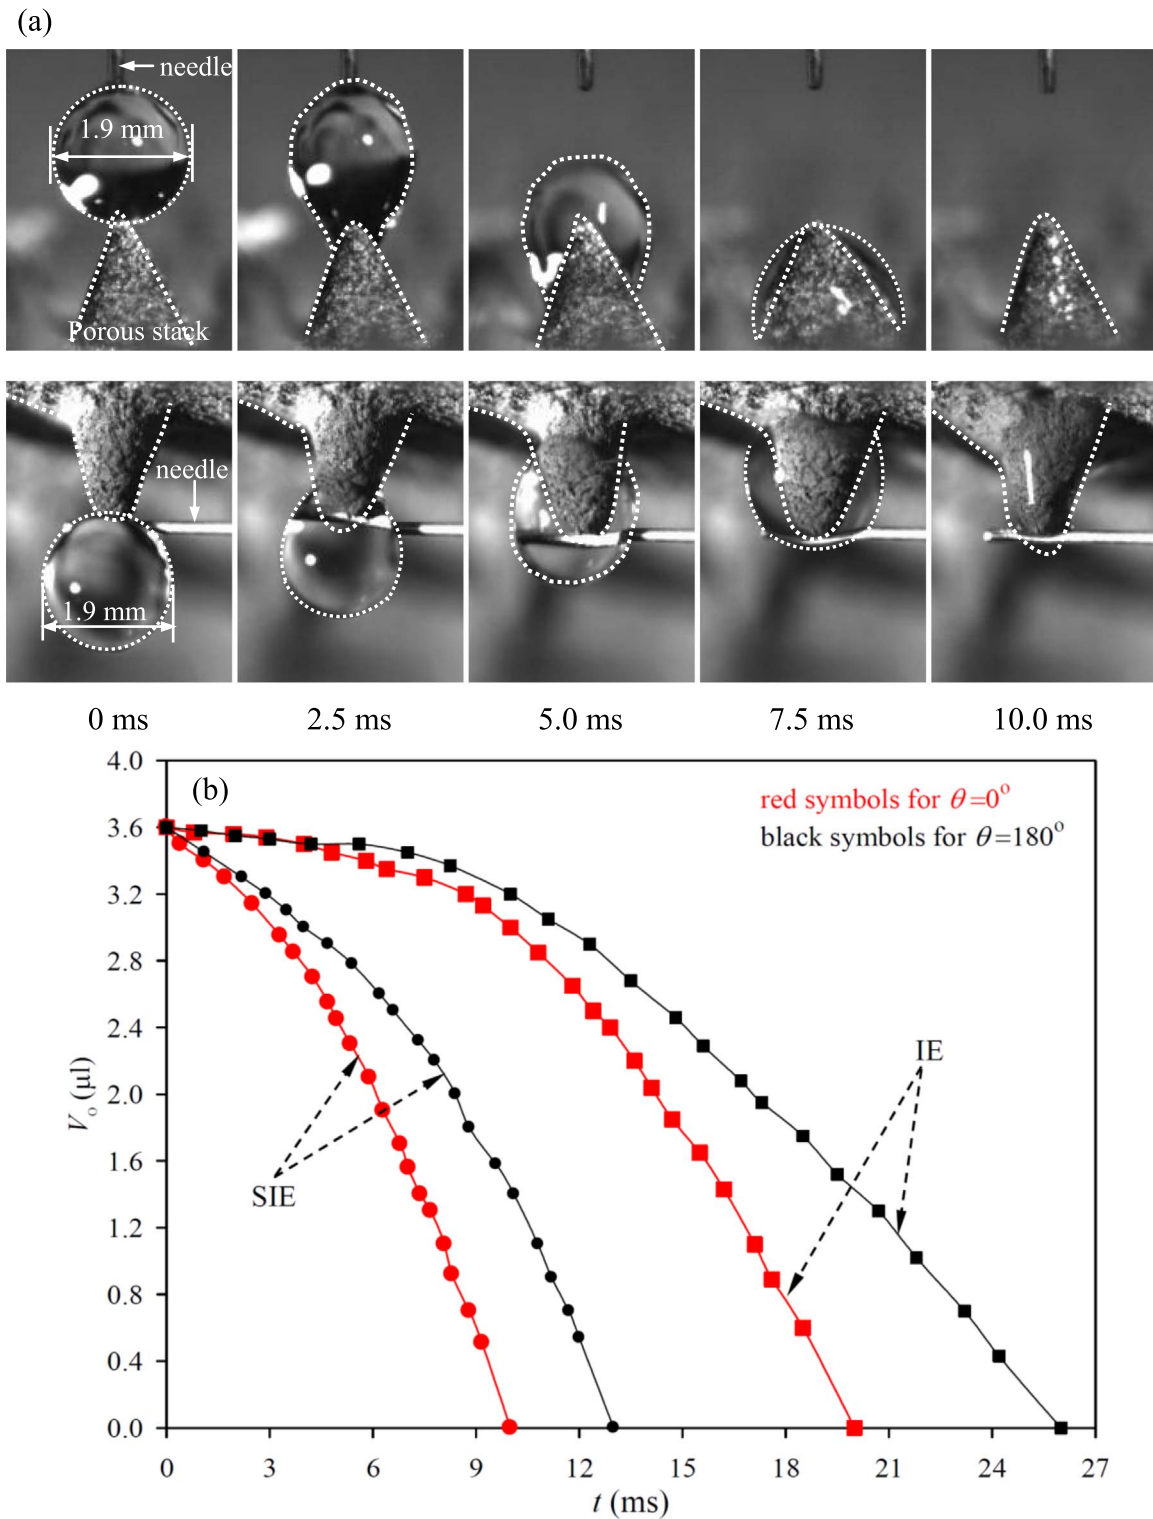 (a)
needle
1.9 mm
Porous stack
needle
1.9 mm
0 ms 2.5 ms 5.0 ms 7.5 ms 10.0 ms
(b)
red symbols for θ=0°
black symbols for θ=180°
4.0
3.6
3.2
2.8
2.4
2.0
1.6
1.2
0.8
0.4
0.0
Vo (µl)
IE
SIE
0 3 6 9 12 15 18 21 24 27
t (ms)